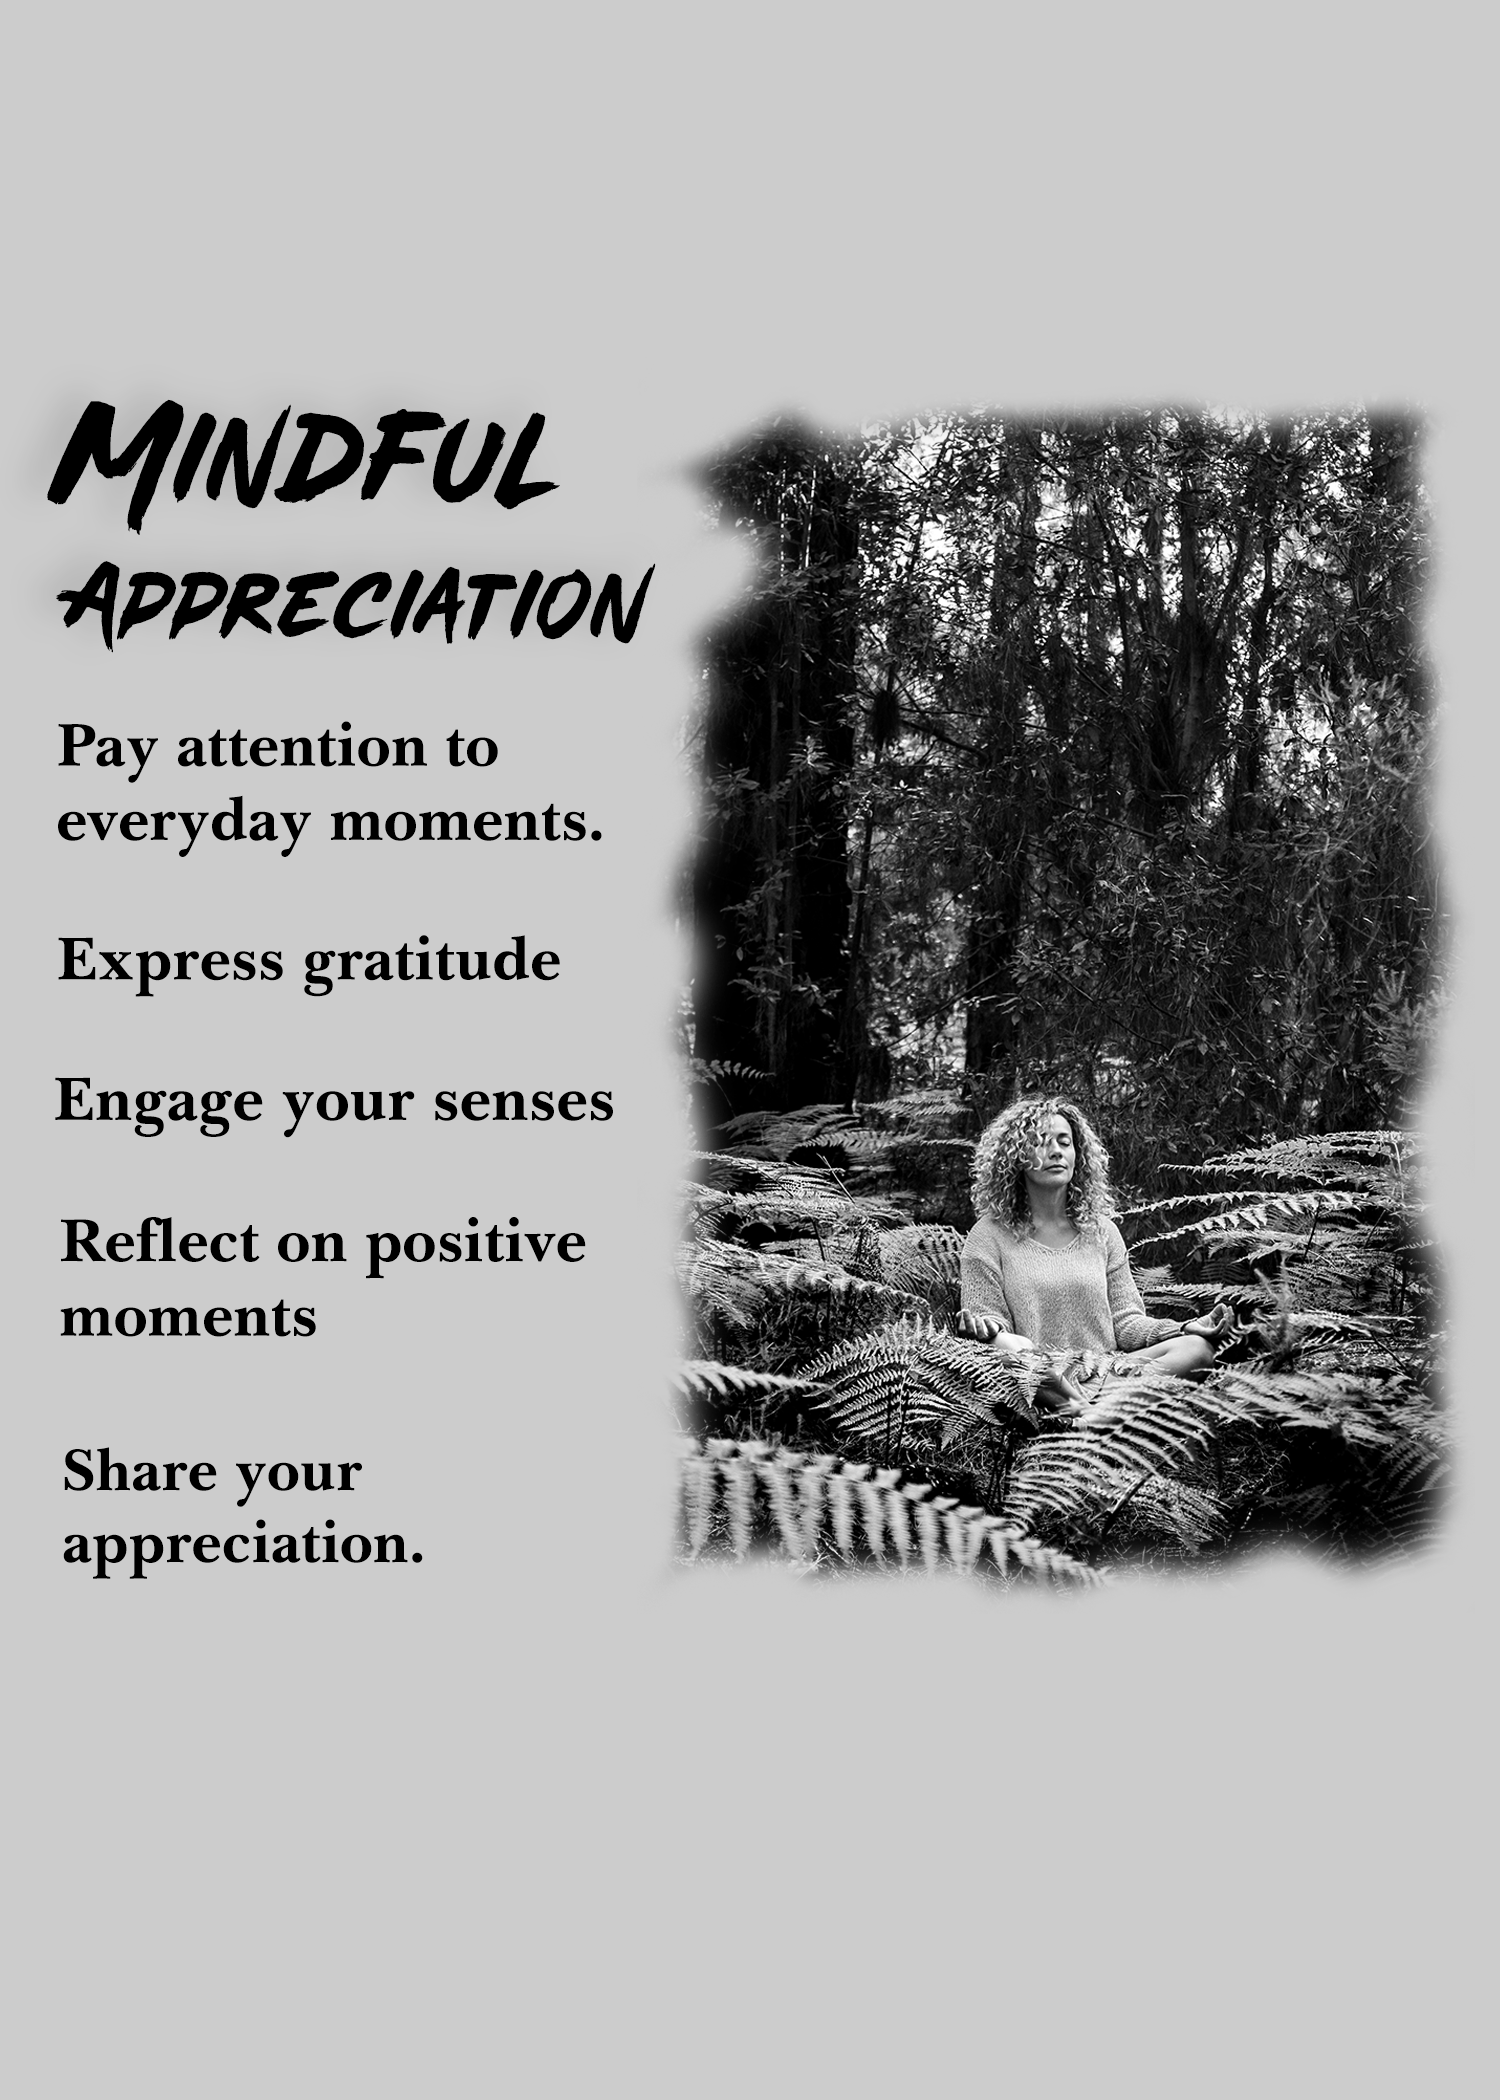 Mindful
Appreciation
Pay attention to
everyday moments.
Express gratitude
Engage your senses
Reflect on positive
moments
Share your
appreciation.